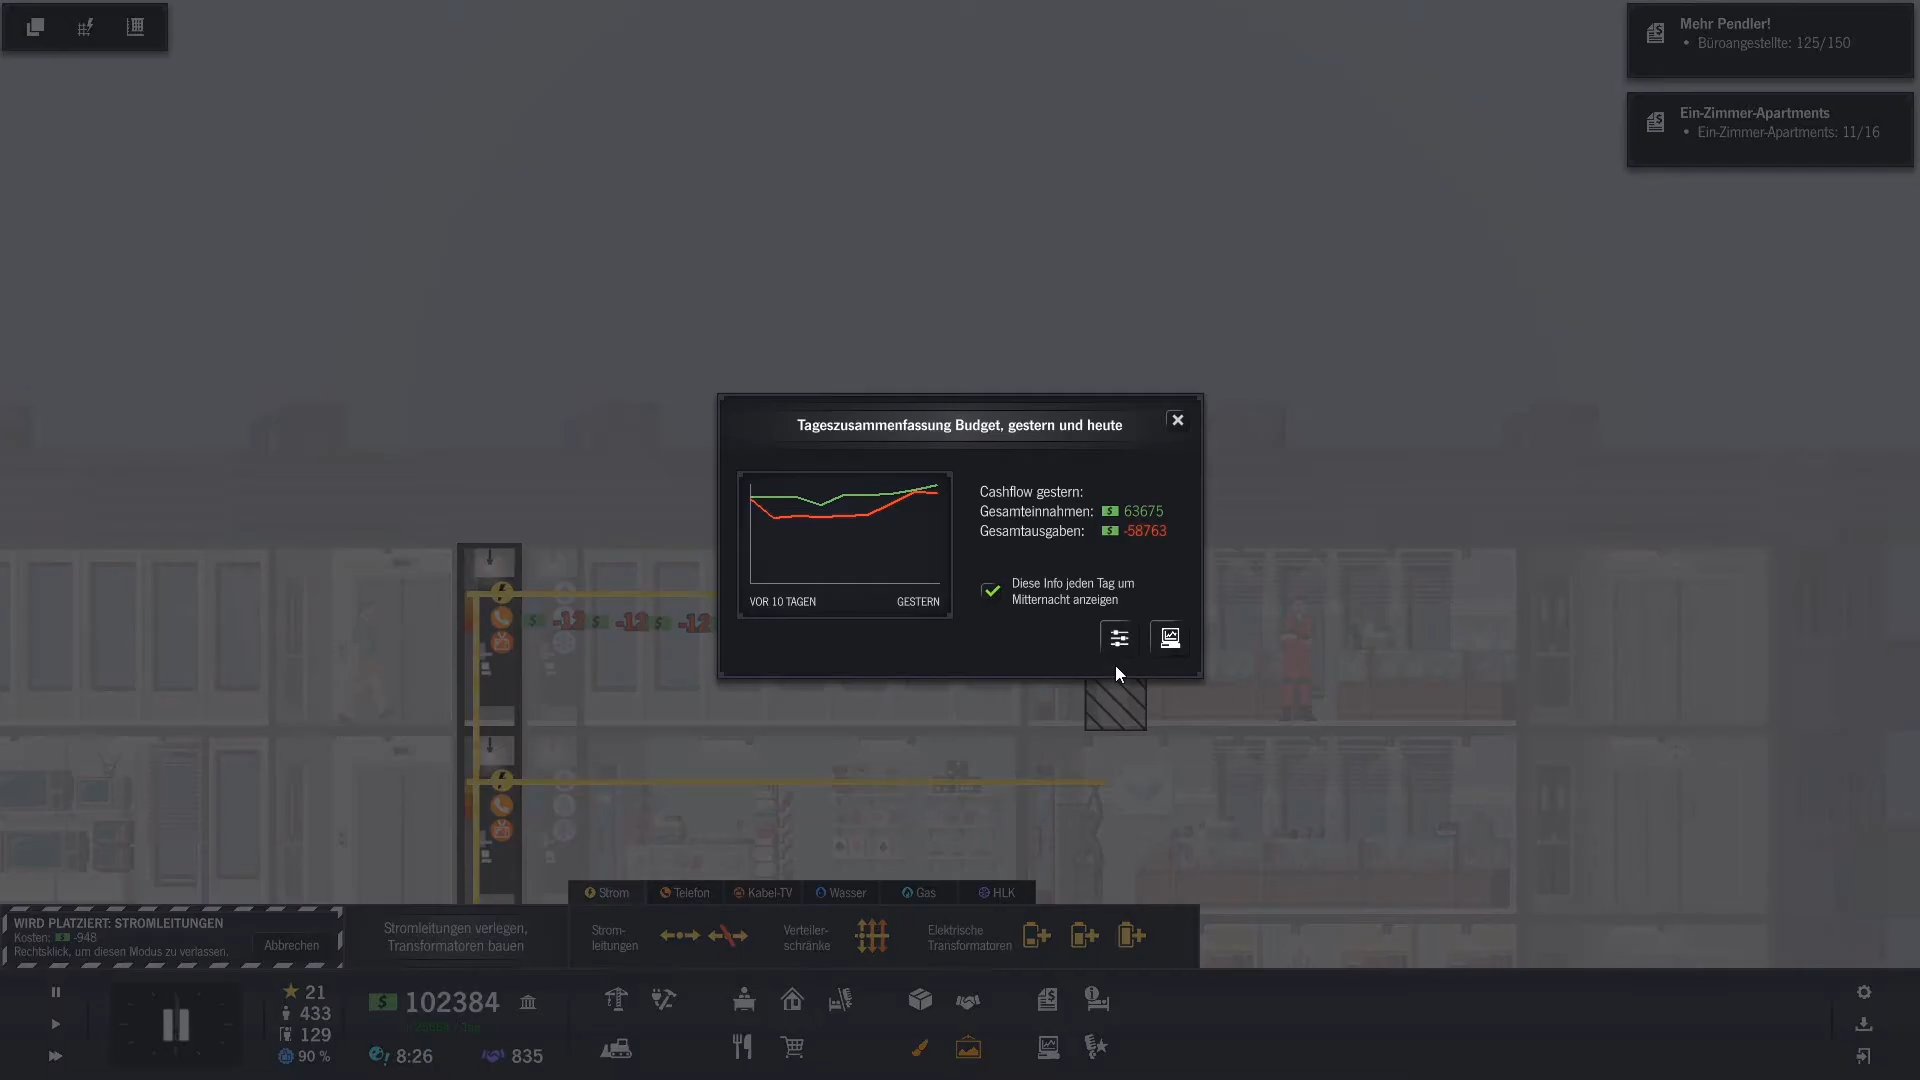 Mehr Pendler!
• Büroangestellte: 125/150
Ein-Zimmer-Apartments
• Ein-Zimmer-Apartments: 11/16
Tageszusammenfassung Budget, gestern und heute
Cashflow gestern:
Gesamteinnahmen: 63675
Gesamtausgaben: -58763
Diese Info jeden Tag um
Mitternacht anzeigen
VOR 10 TAGEN
GESTERN
-12 -12 -12
Strom
Telefon
Kabel-TV
Wasser
Gas
HLK
WIRD PLATZIERT: STROMLEITUNGEN
Kosten: -948
Rechtsklick, um diesen Modus zu verlassen.
Abbrechen
Stromleitungen verlegen,
Transformatoren bauen
Strom-
leitungen
Verteiler-
schränke
Elektrische
Transformatoren
21
433
129
90 %
102384
8:26
835